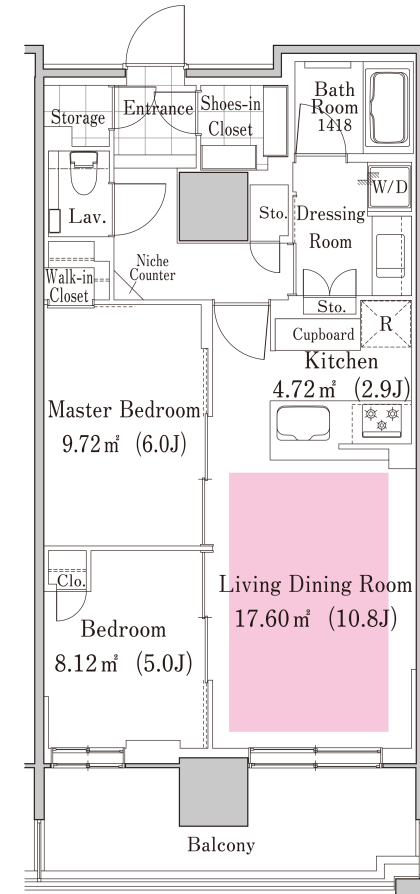 Storage
Entrance
Shoes-in
Closet
Bath
Room
1418
Lav.
Sto.
Dressing
Room
W/D
Niche
Counter
Walk-in
Closet
Sto.
Cupboard
R
Kitchen
4.72㎡ (2.9J)
Master Bedroom
9.72㎡ (6.0J)
Clo.
Living Dining Room
17.60㎡ (10.8J)
Bedroom
8.12㎡ (5.0J)
Balcony